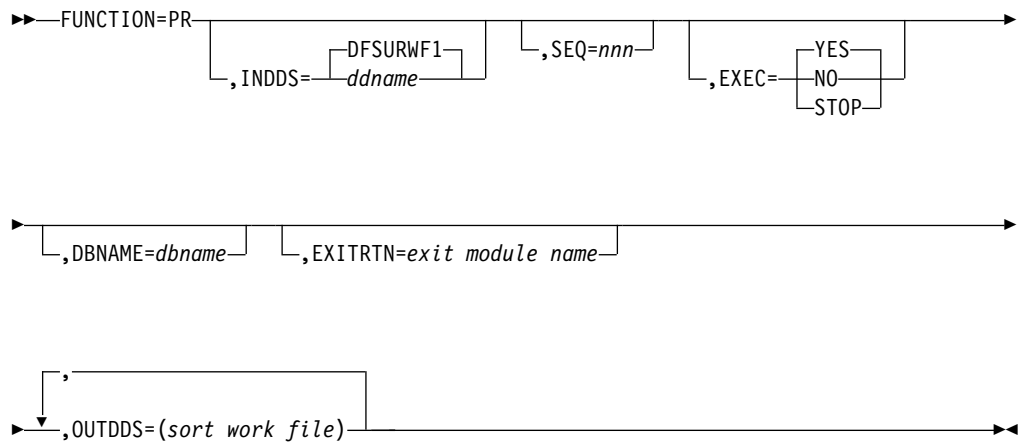 FUNCTION=PR
,INDDS=
DFSURWF1
ddname
,SEQ=nnn
,EXEC=
YES
NO
STOP
,DBNAME=dbname
,EXITRTN=exit module name
,
,OUTDDS=(sort work file)